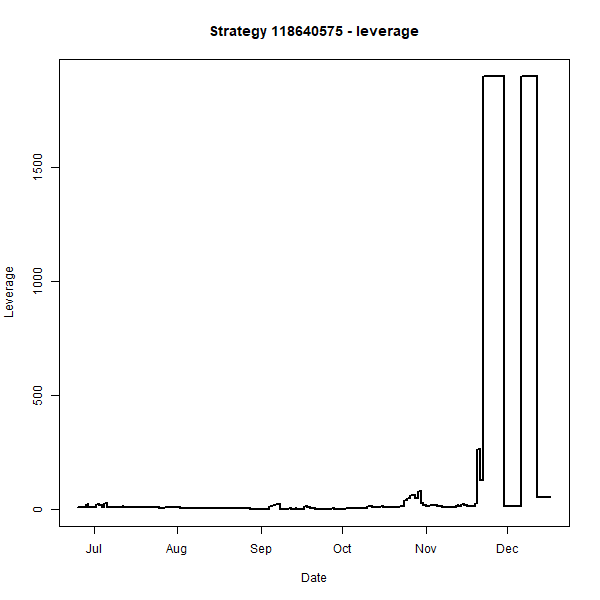 Strategy 118640575 - leverage
Leverage
1500
1000
500
0
Jul Aug Sep Oct Nov Dec
Date